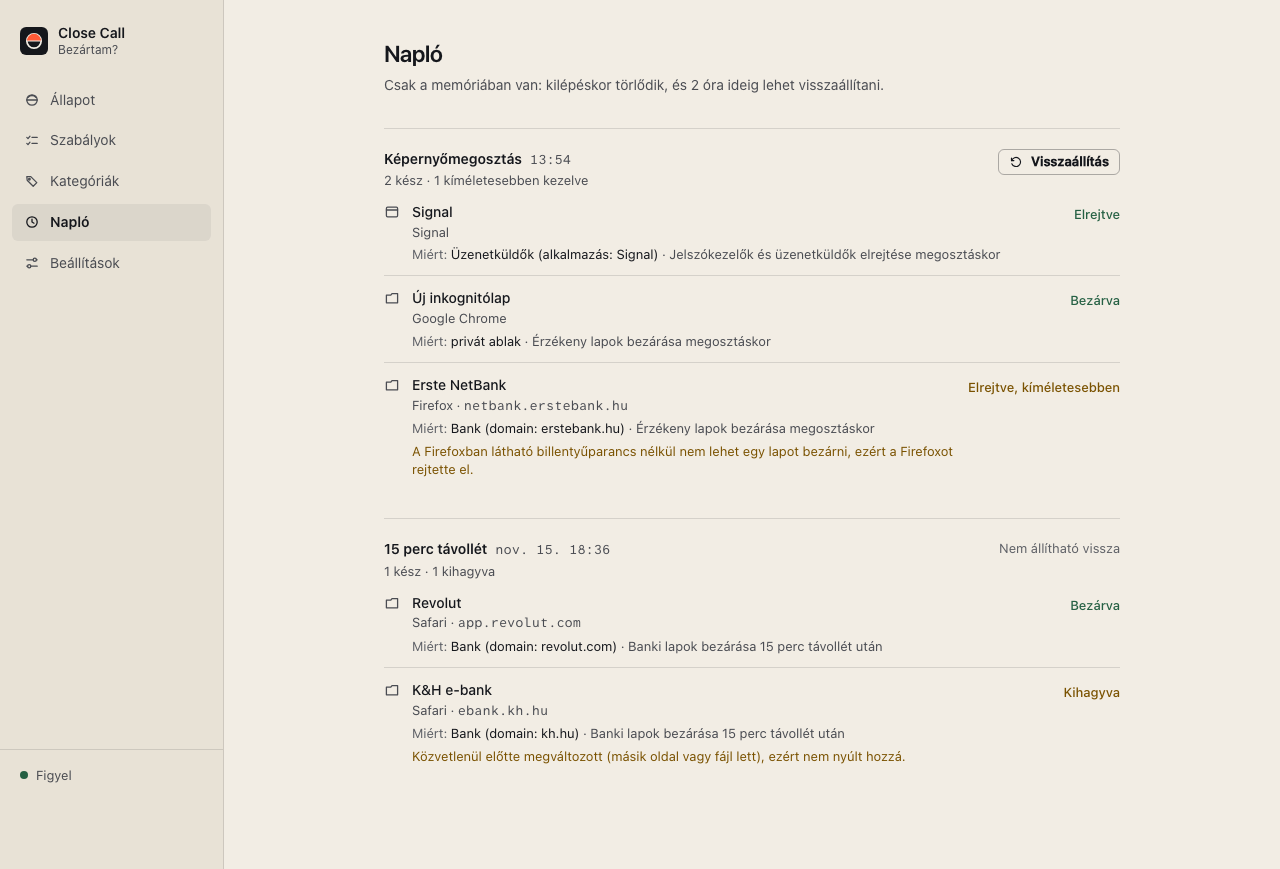 Close Call
Bezártam?
Állapot
Szabályok
Kategóriák
Napló
Beállítások
Figyel
Napló
Csak a memóriában van: kilépéskor törlődik, és 2 óra ideig lehet visszaállítani.
Képernyőmegosztás 13:54
Visszaállítás
2 kész · 1 kíméletesebben kezelve
Signal
Elrejtve
Signal
Miért: Üzenetküldők (alkalmazás: Signal) · Jelszókezelők és üzenetküldők elrejtése megosztáskor
Új inkognitólap
Bezárva
Google Chrome
Miért: privát ablak · Érzékeny lapok bezárása megosztáskor
Erste NetBank
Elrejtve, kíméletesebben
Firefox · netbank.erstebank.hu
Miért: Bank (domain: erstebank.hu) · Érzékeny lapok bezárása megosztáskor
A Firefoxban látható billentyűparancs nélkül nem lehet egy lapot bezárni, ezért a Firefoxot
rejtette el.
15 perc távollét nov. 15. 18:36
Nem állítható vissza
1 kész · 1 kihagyva
Revolut
Bezárva
Safari · app.revolut.com
Miért: Bank (domain: revolut.com) · Banki lapok bezárása 15 perc távollét után
K&H e-bank
Kihagyva
Safari · ebank.kh.hu
Miért: Bank (domain: kh.hu) · Banki lapok bezárása 15 perc távollét után
Közvetlenül előtte megváltozott (másik oldal vagy fájl lett), ezért nem nyúlt hozzá.